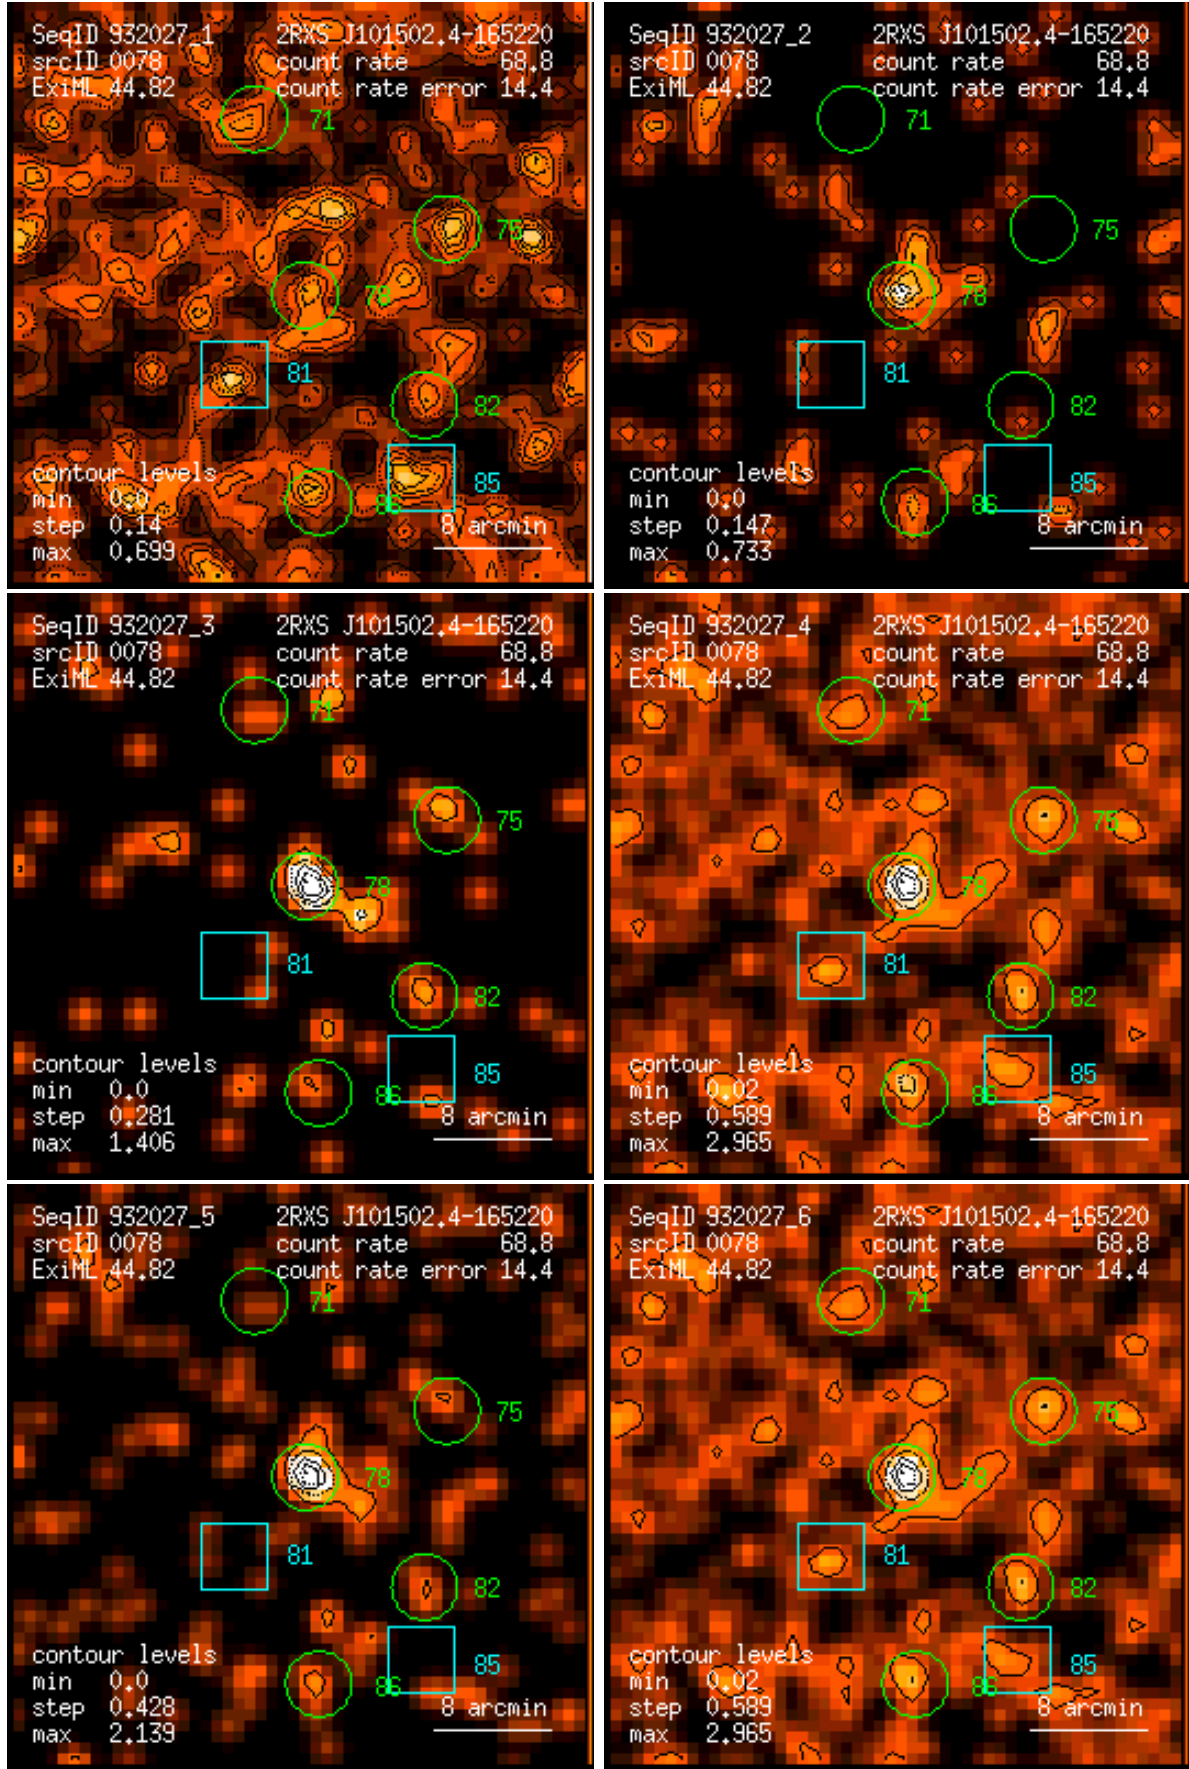 SeqID 932027_1 2RXS J101502.4-165220
srcID 0078 count rate 68.8
ExiML 44.82 count rate error 14.4
71
75
78
81
82
contour levels
min 0.0 85
step 0.14 86
max 0.699 8 arcmin
SeqID 932027_2 2RXS J101502.4-165220
srcID 0078 count rate 68.8
ExiML 44.82 count rate error 14.4
71
75
78
81
82
contour levels
min 0.0 85
step 0.147 86
max 0.733 8 arcmin
SeqID 932027_3 2RXS J101502.4-165220
srcID 0078 count rate 68.8
ExiML 44.82 count rate error 14.4
71
75
78
81
82
contour levels
min 0.0 85
step 0.281 86
max 1.406 8 arcmin
SeqID 932027_4 2RXS J101502.4-165220
srcID 0078 count rate 68.8
ExiML 44.82 count rate error 14.4
71
75
78
81
82
contour levels
min 0.02 85
step 0.589 86
max 2.965 8 arcmin
SeqID 932027_5 2RXS J101502.4-165220
srcID 0078 count rate 68.8
ExiML 44.82 count rate error 14.4
71
75
78
81
82
contour levels
min 0.0 85
step 0.428 86
max 2.139 8 arcmin
SeqID 932027_6 2RXS J101502.4-165220
srcID 0078 count rate 68.8
ExiML 44.82 count rate error 14.4
71
75
78
81
82
contour levels
min 0.02 85
step 0.589 86
max 2.965 8 arcmin